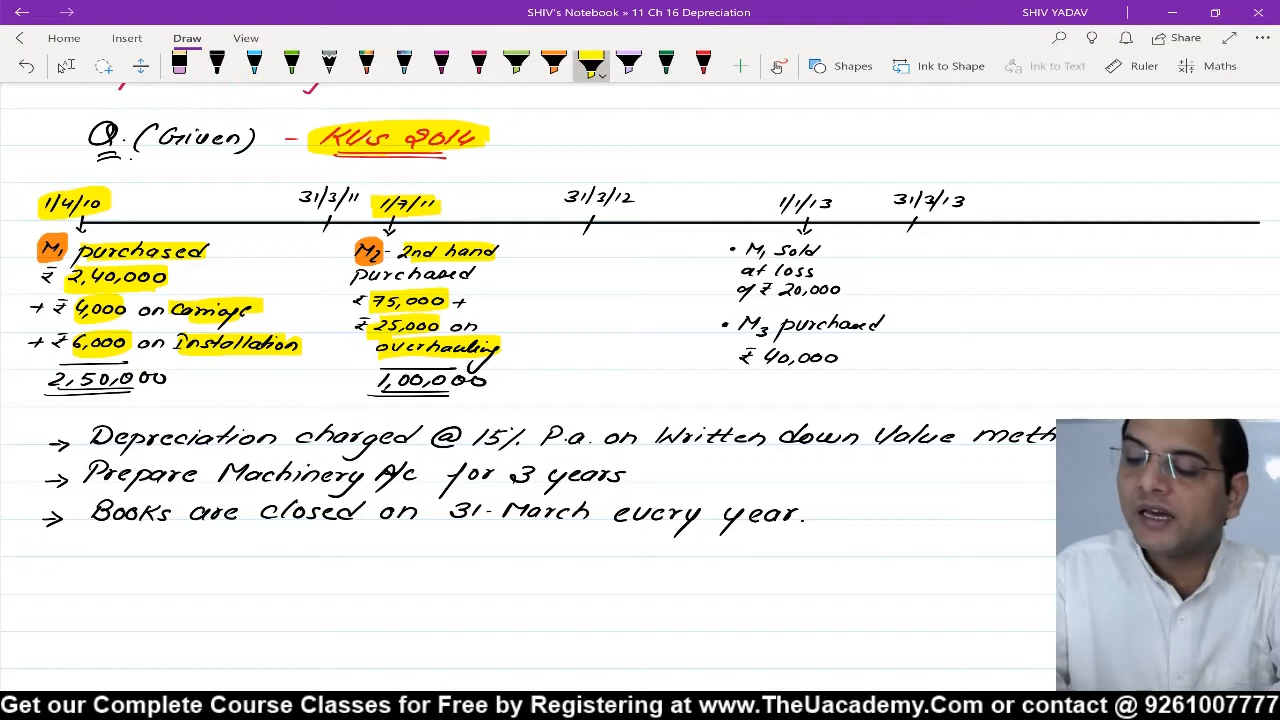 SHIV's Notebook » 11 Ch 16 Depreciation
SHIV YADAV
Home Insert Draw View
Share
Shapes Ink to Shape Ink to Text Ruler Maths
Q. (Given) - KVS 2014
1/4/10 31/3/11 1/7/11 31/3/12 1/1/13 31/3/13
M1 purchased
₹ 2,40,000
+ ₹ 4,000 on Carriage
+ ₹ 6,000 on Installation
2,50,000
M2 - 2nd hand
purchased
₹ 75,000 +
₹ 25,000 on
overhauling
1,00,000
• M1 sold
at loss
of ₹ 20,000
• M3 purchased
₹ 40,000
→ Depreciation charged @ 15% P.a. on Written down Value meth
→ Prepare Machinery A/c for 3 years
→ Books are closed on 31-March every year.
Get our Complete Course Classes for Free by Registering at www.TheUacademy.Com or contact @ 9261007777